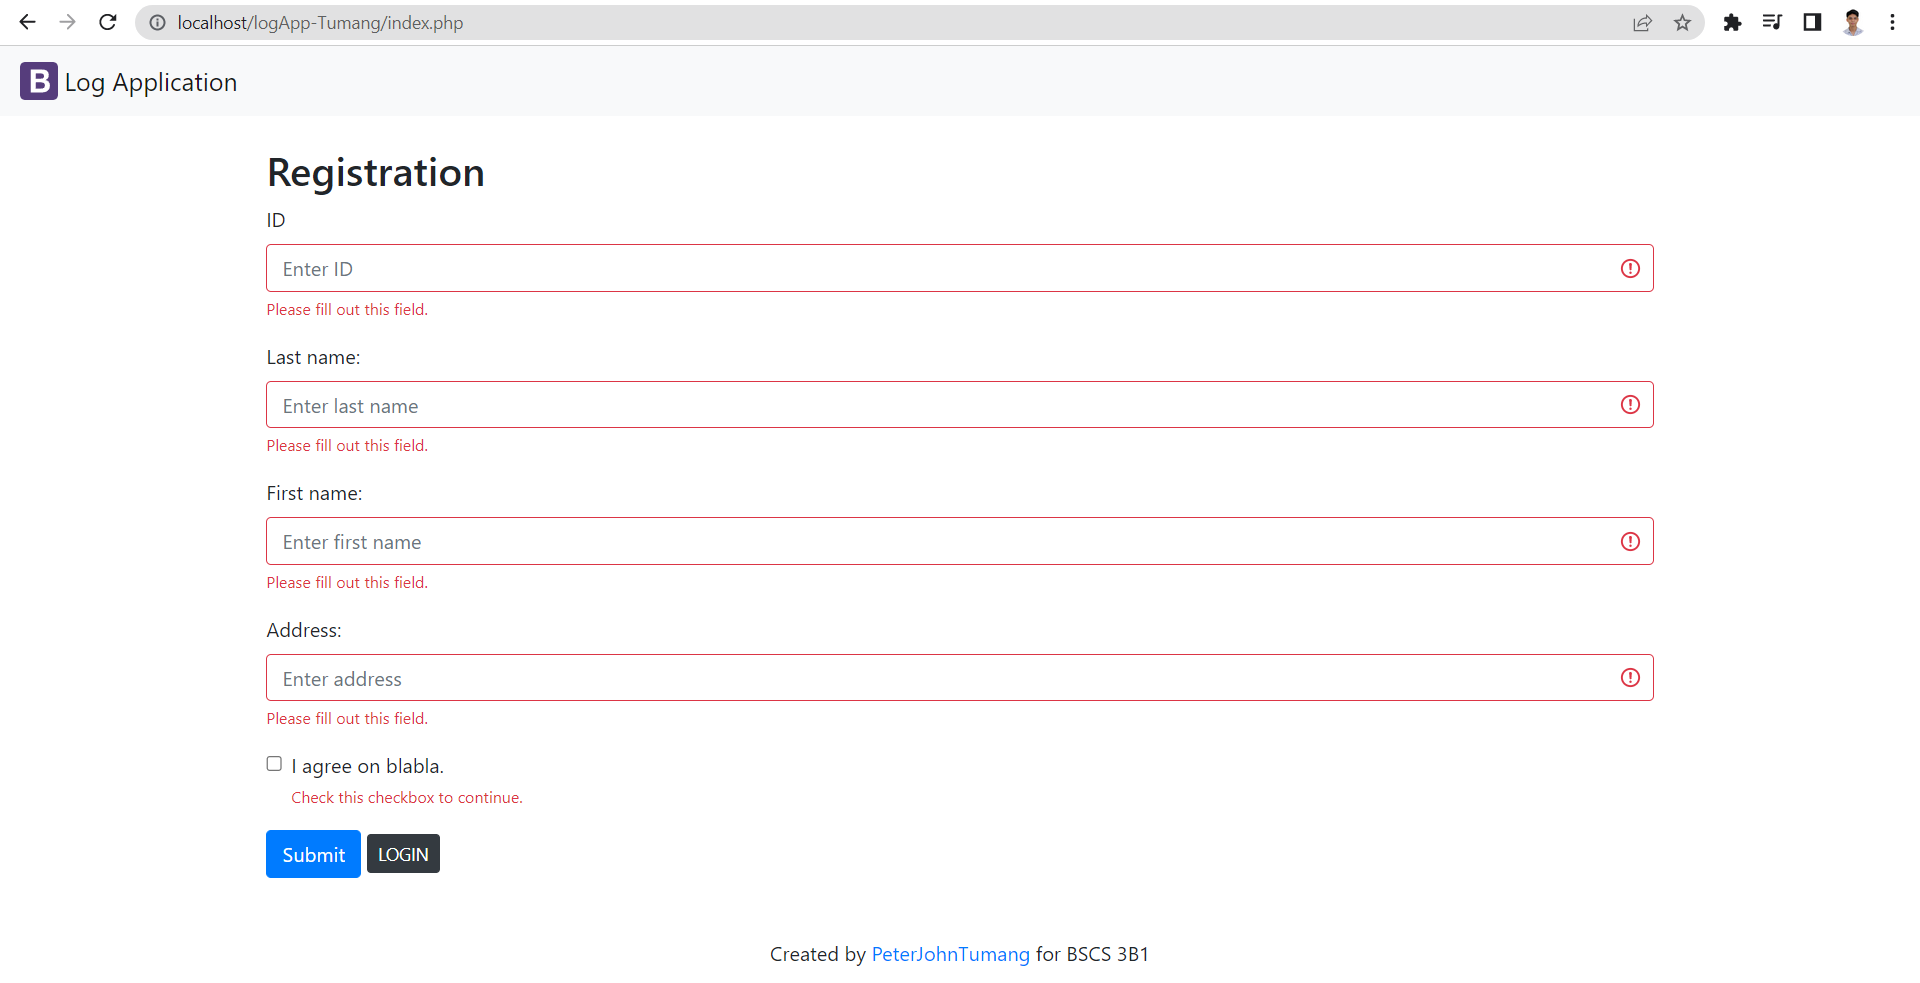 localhost/logApp-Tumang/index.php
B Log Application
Registration
ID
Enter ID
Please fill out this field.
Last name:
Enter last name
Please fill out this field.
First name:
Enter first name
Please fill out this field.
Address:
Enter address
Please fill out this field.
I agree on blabla.
Check this checkbox to continue.
Submit LOGIN
Created by PeterJohnTumang for BSCS 3B1